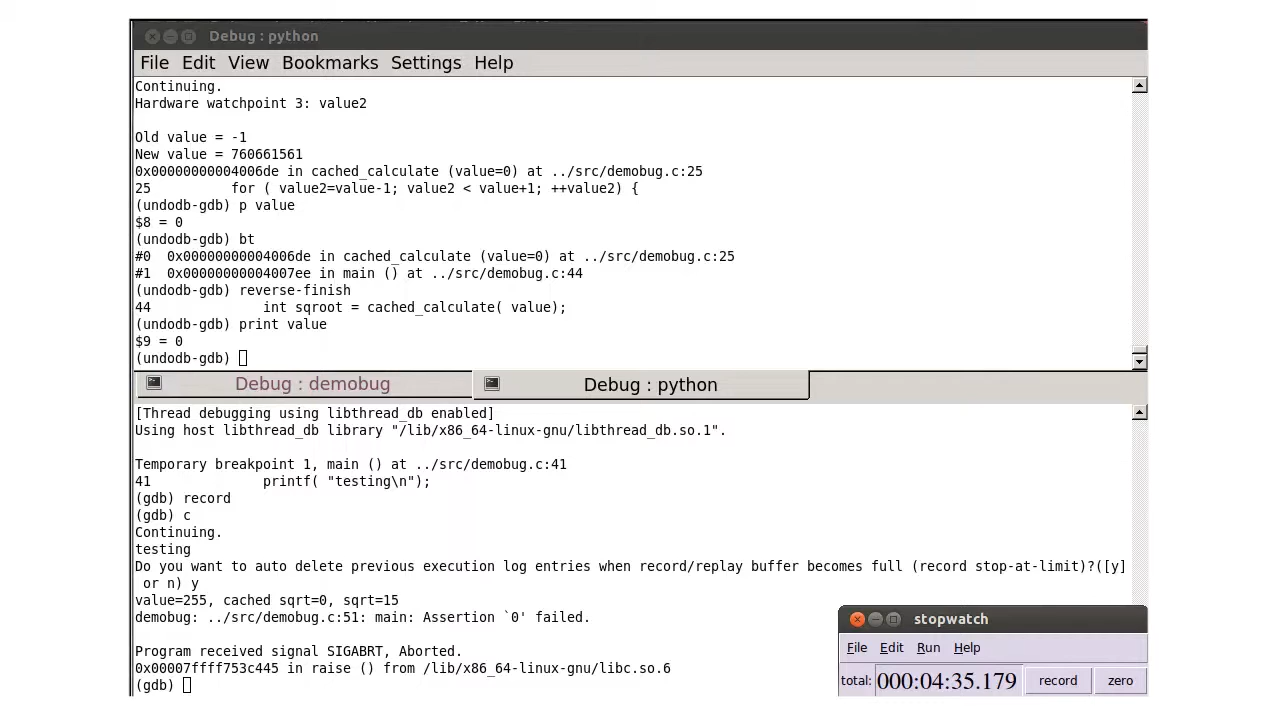 Debug : python
File Edit View Bookmarks Settings Help
Continuing.
Hardware watchpoint 3: value2
Old value = -1
New value = 760661561
0x00000000004006de in cached_calculate (value=0) at ../src/demobug.c:25
25          for ( value2=value-1; value2 < value+1; ++value2) {
(undodb-gdb) p value
$8 = 0
(undodb-gdb) bt
#0  0x00000000004006de in cached_calculate (value=0) at ../src/demobug.c:25
#1  0x00000000004007ee in main () at ../src/demobug.c:44
(undodb-gdb) reverse-finish
44              int sqroot = cached_calculate( value);
(undodb-gdb) print value
$9 = 0
(undodb-gdb)
Debug : demobug Debug : python
[Thread debugging using libthread_db enabled]
Using host libthread_db library "/lib/x86_64-linux-gnu/libthread_db.so.1".
Temporary breakpoint 1, main () at ../src/demobug.c:41
41              printf( "testing\n");
(gdb) record
(gdb) c
Continuing.
testing
Do you want to auto delete previous execution log entries when record/replay buffer becomes full (record stop-at-limit)?([y]
 or n) y
value=255, cached sqrt=0, sqrt=15
demobug: ../src/demobug.c:51: main: Assertion `0' failed.
Program received signal SIGABRT, Aborted.
0x00007ffff753c445 in raise () from /lib/x86_64-linux-gnu/libc.so.6
(gdb)
stopwatch
File Edit Run Help
total: 000:04:35.179 record zero